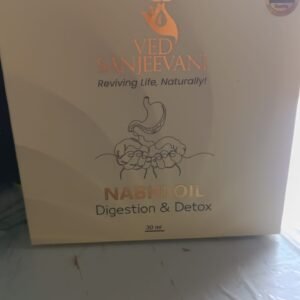 VED
SANJEEVANI
Reviving Life, Naturally!
NABHI OIL
Digestion & Detox
30 ml